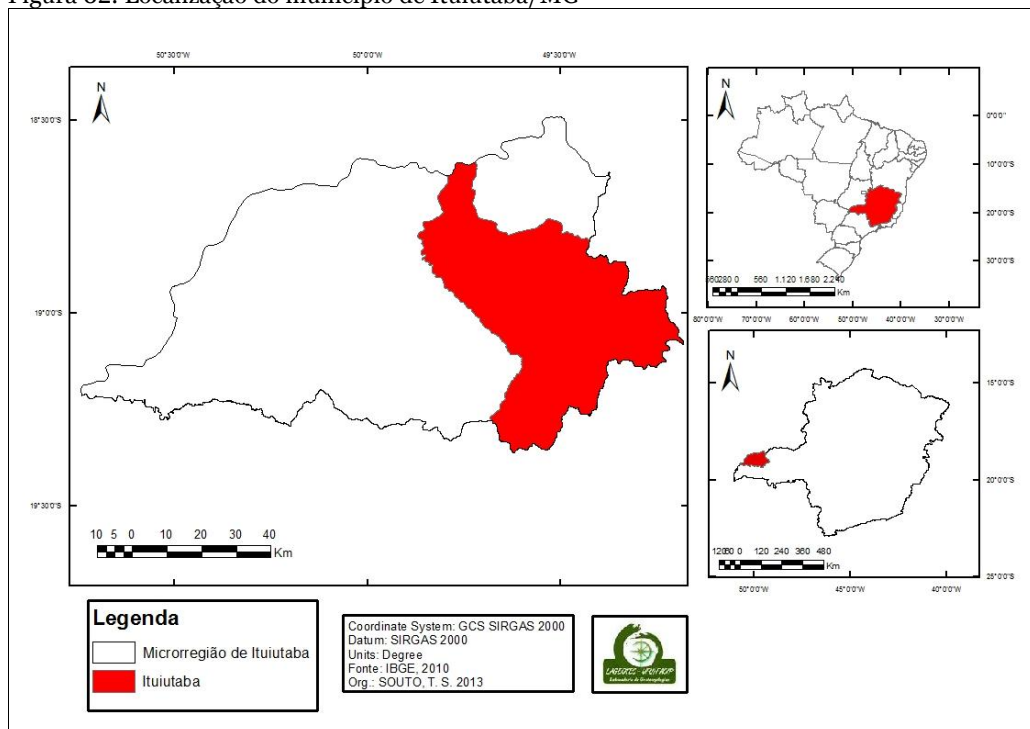 Figura 82: Localização do município de Ituiutaba/MG
50°30'0"W 50°0'0"W 49°30'0"W
N
18°30'0"S
19°0'0"S
19°30'0"S
10 5 0 10 20 30 40
Km
N
0°0'0"
10°0'0"S
20°0'0"S
30°0'0"S
560 1.120 1.680
Km
80°0'0"W 70°0'0"W 60°0'0"W 50°0'0"W 40°0'0"W 30°0'0"W
N
15°0'0"S
20°0'0"S
25°0'0"S
0 120 240 360 480
Km
50°0'0"W 45°0'0"W 40°0'0"W
Legenda
Microrregião de Ituiutaba
Ituiutaba
Coordinate System: GCS SIRGAS 2000
Datum: SIRGAS 2000
Units: Degree
Fonte: IBGE, 2010
Org.: SOUTO, T. S. 2013